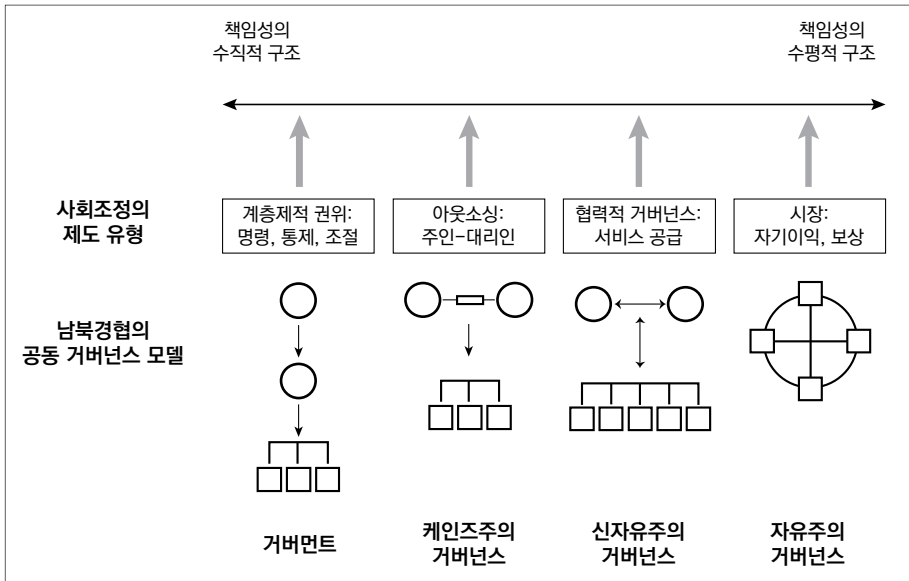 책임성의
수직적 구조
책임성의
수평적 구조
사회조정의
제도 유형
계층제적 권위:
명령, 통제, 조절
아웃소싱:
주인-대리인
협력적 거버넌스:
서비스 공급
시장:
자기이익, 보상
남북경협의
공동 거버넌스 모델
거버먼트
케인즈주의
거버넌스
신자유주의
거버넌스
자유주의
거버넌스